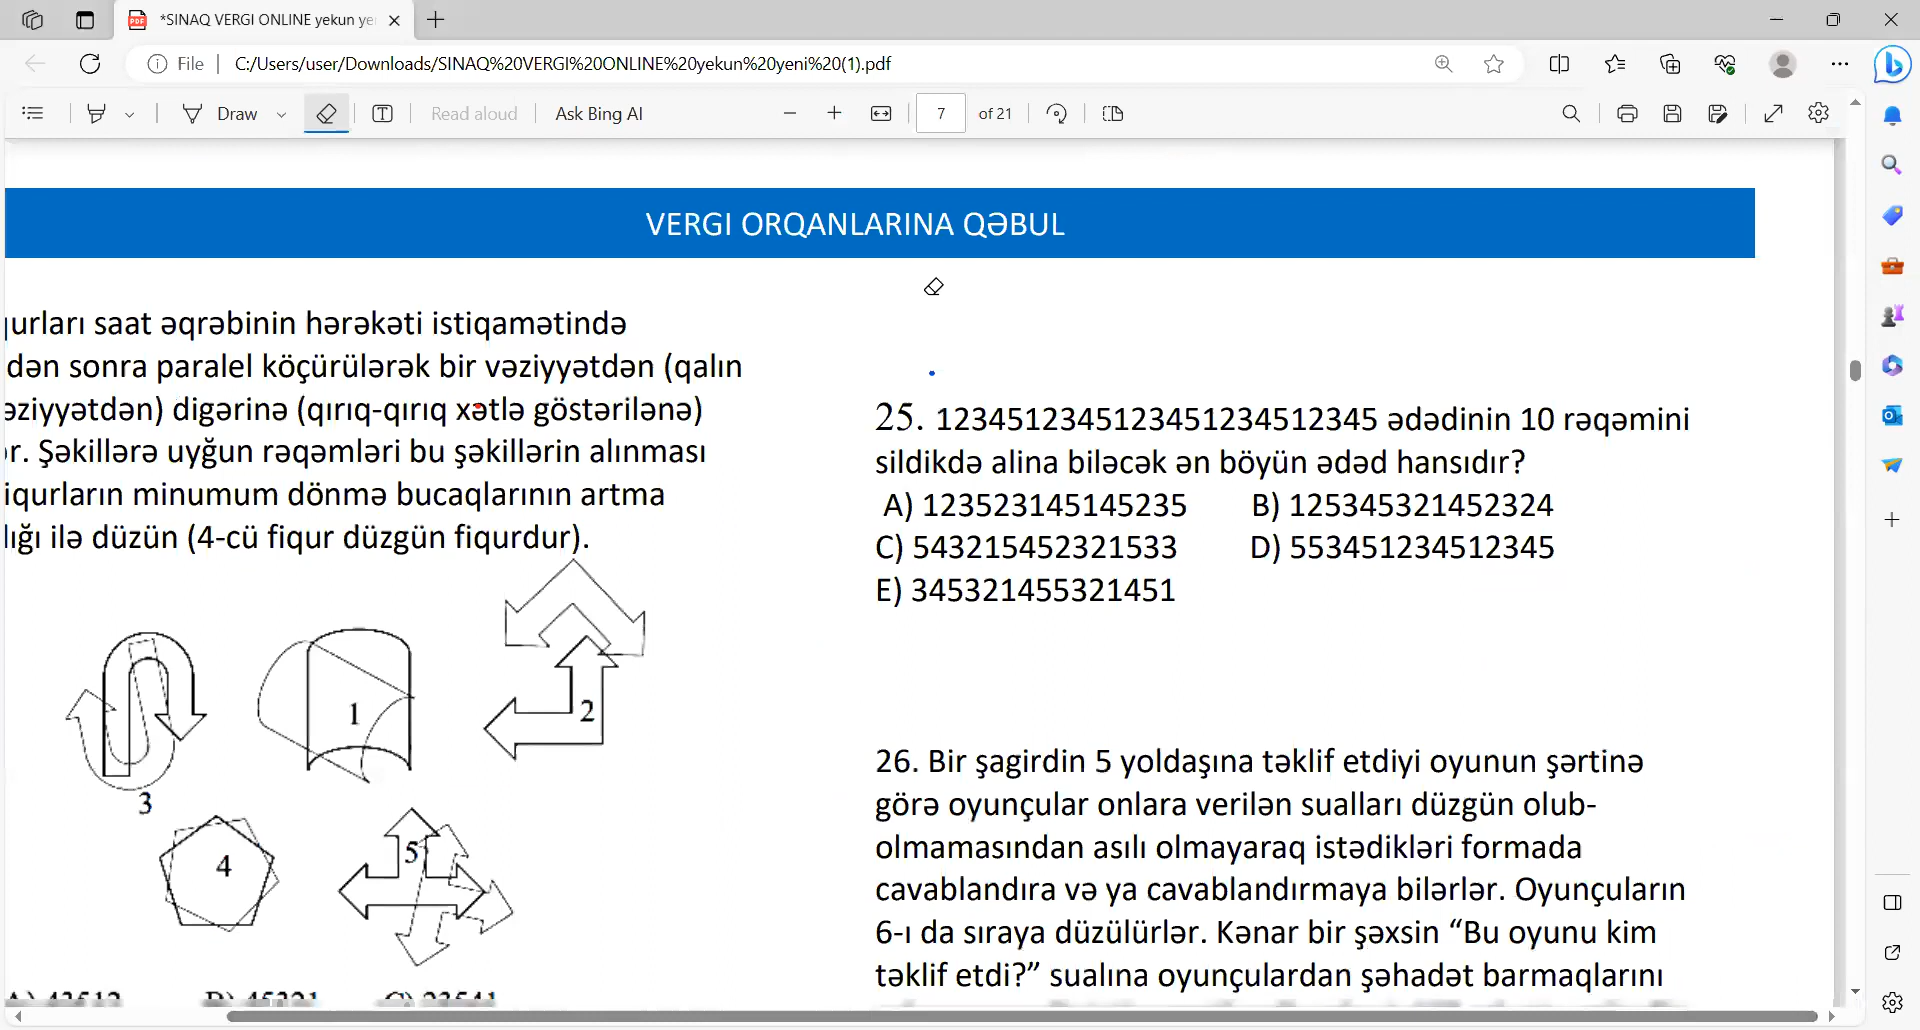 *SINAQ VERGI ONLINE yekun ye
File
C:/Users/user/Downloads/SINAQ%20VERGI%20ONLINE%20yekun%20yeni%20(1).pdf
Draw
Read aloud
Ask Bing AI
7
of 21
VERGI ORQANLARINA QƏBUL
qurları saat əqrəbinin hərəkəti istiqamətində
dən sonra paralel köçürülərək bir vəziyyətdən (qalın
əziyyətdən) digərinə (qırıq-qırıq xətlə göstərilənə)
ər. Şəkillərə uyğun rəqəmləri bu şəkillərin alınması
iqurların minumum dönmə bucaqlarının artma
lığı ilə düzün (4-cü fiqur düzgün fiqurdur).
3
1
2
4
5
25. 1234512345123451234512345 ədədinin 10 rəqəmini
sildikdə alina biləcək ən böyün ədəd hansıdır?
A) 123523145145235 B) 125345321452324
C) 543215452321533 D) 553451234512345
E) 345321455321451
26. Bir şagirdin 5 yoldaşına təklif etdiyi oyunun şərtinə
görə oyunçular onlara verilən sualları düzgün olub-
olmamasından asılı olmayaraq istədikləri formada
cavablandıra və ya cavablandırmaya bilərlər. Oyunçuların
6-ı da sıraya düzülürlər. Kənar bir şəxsin “Bu oyunu kim
təklif etdi?” sualına oyunçulardan şəhadət barmaqlarını